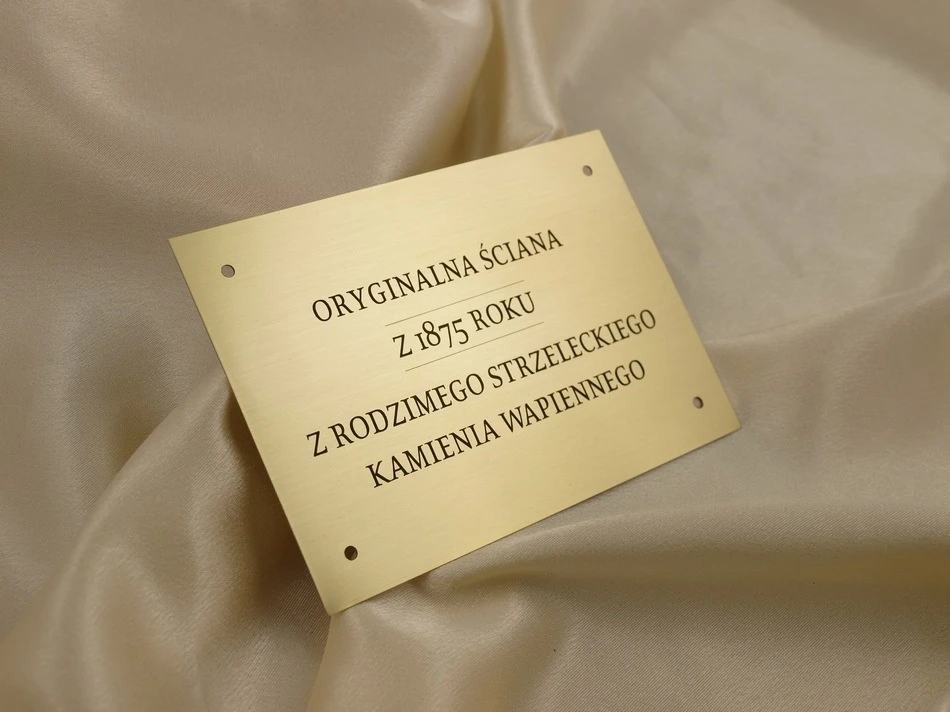 ORYGINALNA ŚCIANA
Z 1875 ROKU
Z RODZIMEGO STRZELECKIEGO
KAMIENIA WAPIENNEGO